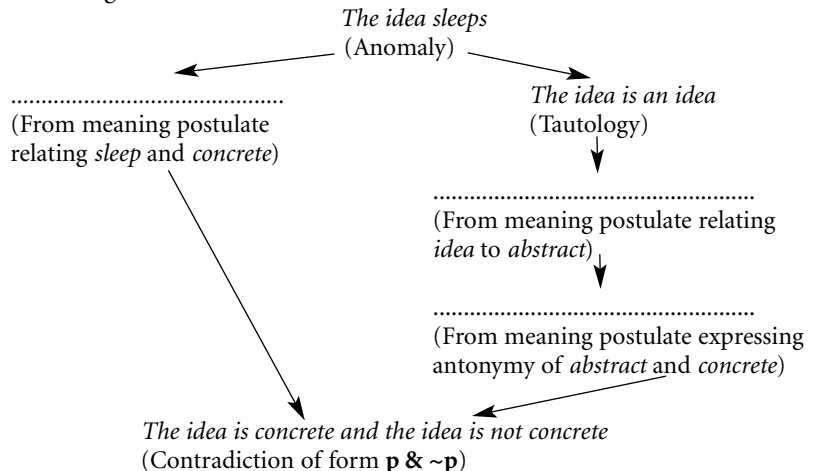 The idea sleeps
(Anomaly)
.............................................
(From meaning postulate
relating sleep and concrete)
The idea is an idea
(Tautology)
.....................................................
(From meaning postulate relating
idea to abstract)
.....................................................
(From meaning postulate expressing
antonymy of abstract and concrete)
The idea is concrete and the idea is not concrete
(Contradiction of form p & ~p)